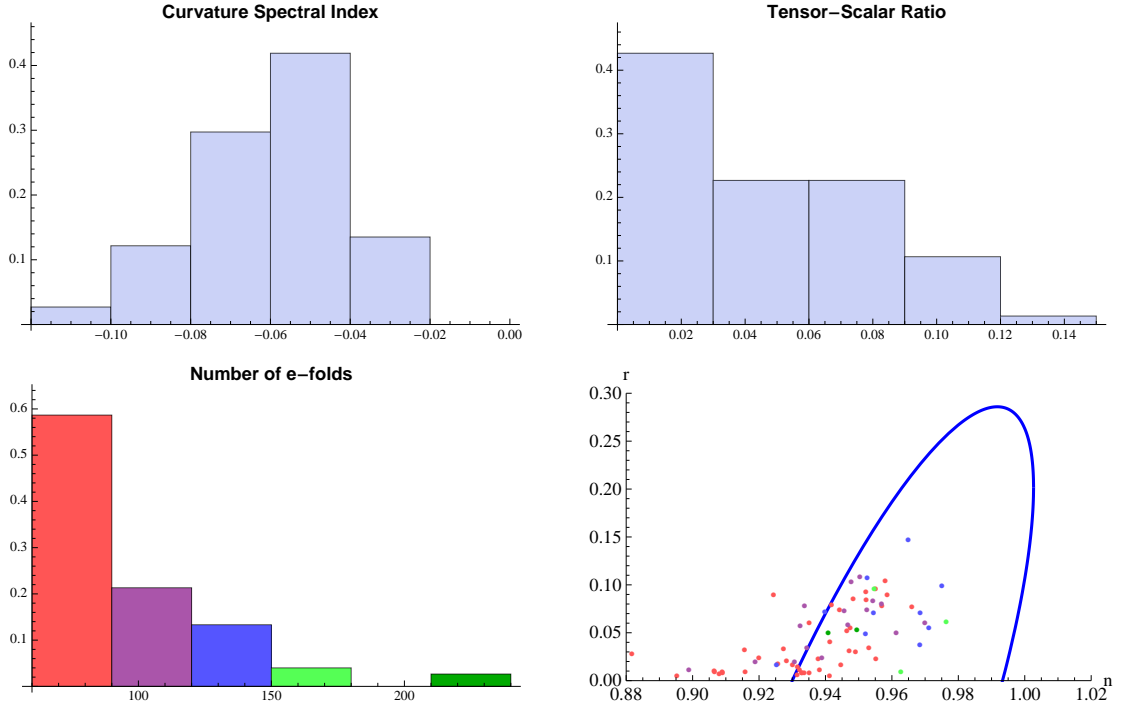 Curvature Spectral Index
0.4
0.3
0.2
0.1
−0.10 −0.08 −0.06 −0.04 −0.02 0.00
Tensor−Scalar Ratio
0.4
0.3
0.2
0.1
0.02 0.04 0.06 0.08 0.10 0.12 0.14
Number of e−folds
0.6
0.5
0.4
0.3
0.2
0.1
100 150 200
r
0.30
0.25
0.20
0.15
0.10
0.05
0.00
0.88 0.90 0.92 0.94 0.96 0.98 1.00 1.02
n